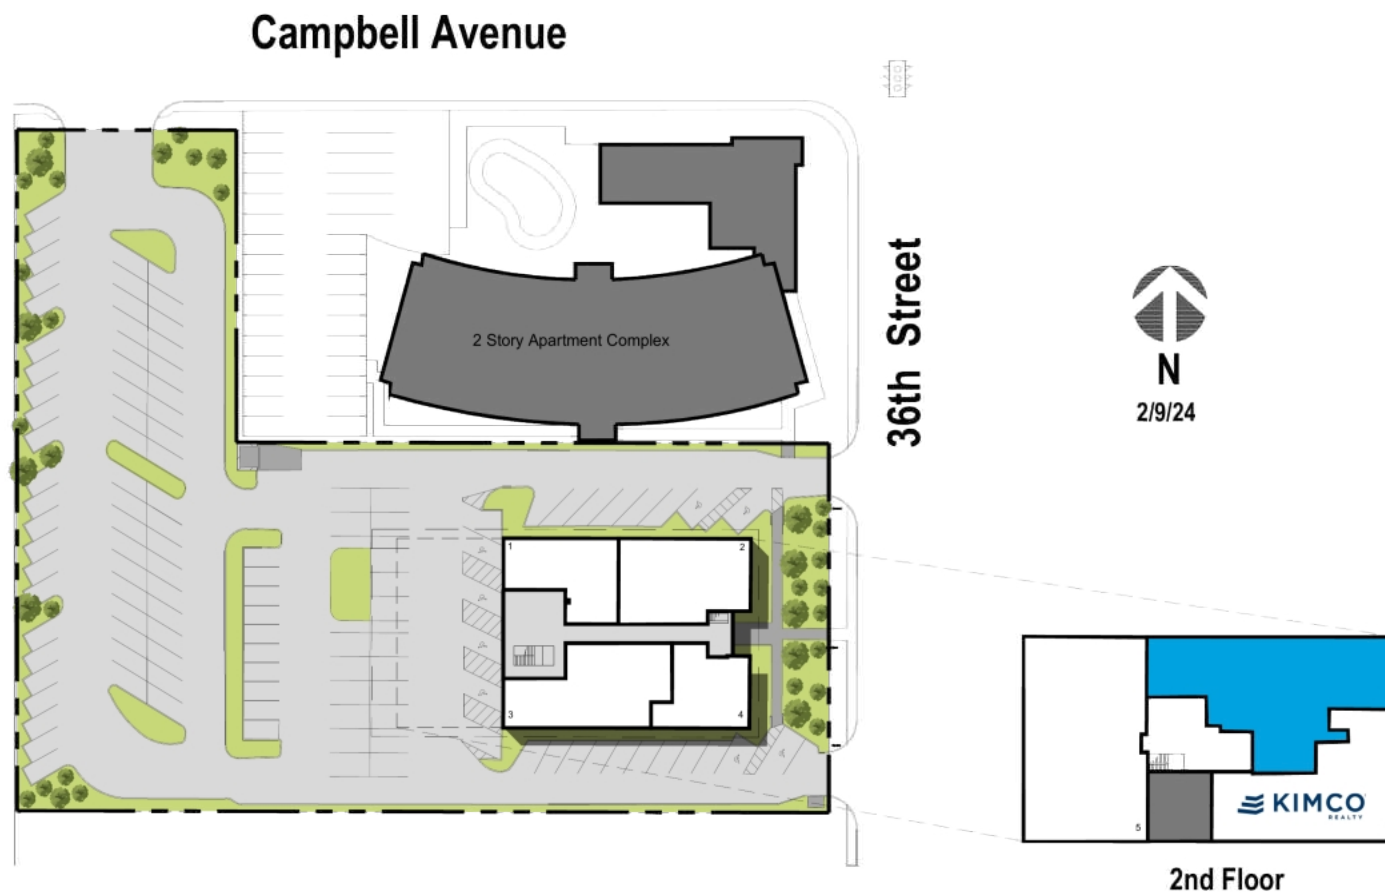 Campbell Avenue
36th Street
2 Story Apartment Complex
N
2/9/24
1
2
3
4
5
KIMCO
REALTY
2nd Floor